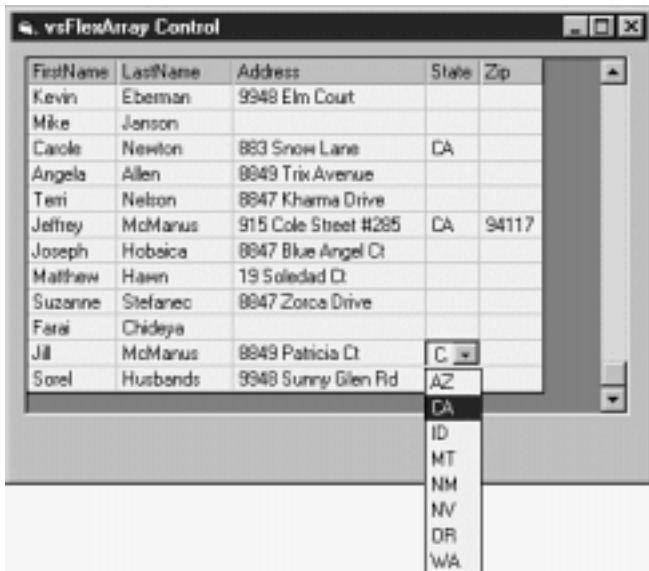 vsFlexArray Control
FirstName LastName Address State Zip
Kevin Eberman 9948 Elm Court
Mike Janson
Carole Newton 883 Snow Lane CA
Angela Allen 8849 Trix Avenue
Terri Nelson 8847 Kharma Drive
Jeffrey McManus 915 Cole Street #285 CA 94117
Joseph Hobaica 8847 Blue Angel Ct
Matthew Hawn 19 Soledad Ct
Suzanne Stefanec 8847 Zorca Drive
Farai Chideya
Jill McManus 8849 Patricia Ct C
Sorel Husbands 9948 Sunny Glen Rd
AZ
CA
ID
MT
NM
NV
OR
WA